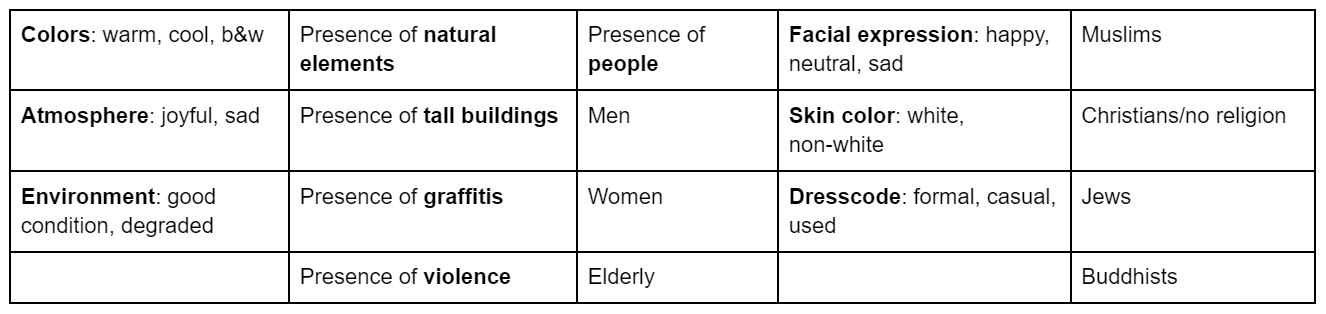 Colors: warm, cool, b&w
Presence of natural
elements
Presence of
people
Facial expression: happy,
neutral, sad
Muslims
Atmosphere: joyful, sad
Presence of tall buildings
Men
Skin color: white,
non-white
Christians/no religion
Environment: good
condition, degraded
Presence of graffitis
Women
Dresscode: formal, casual,
used
Jews
Presence of violence
Elderly
Buddhists